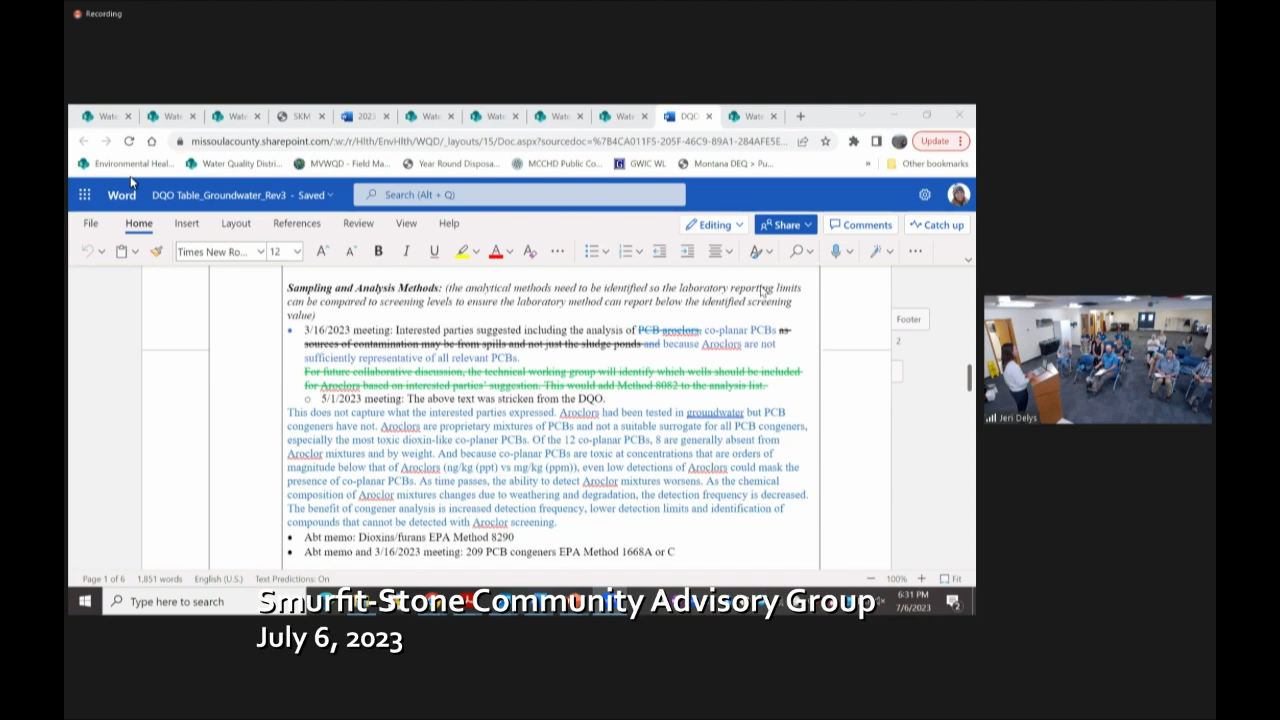 Recording
Wate
Wate
Wate
SKM
2023
Wate
Wate
Wate
Wate
DQO
Wate
missoulacounty.sharepoint.com/:w:/r/Hlth/EnvHlth/WQD/_layouts/15/Doc.aspx?sourcedoc=%7B4CA011F5-205F-46C9-89A1-284AFE5E...
Update
Environmental Heal...
Water Quality Distri...
MVWQD - Field Ma...
Year Round Disposa...
MCCHD Public Co...
GWIC WL
Montana DEQ > Pu...
»
Other bookmarks
Word
DQO Table_Groundwater_Rev3 - Saved
Search (Alt + Q)
File Home Insert Layout References Review View Help
Editing
Share
Comments
Catch up
Times New Ro...
12
Sampling and Analysis Methods: (the analytical methods need to be identified so the laboratory reporting limits
can be compared to screening levels to ensure the laboratory method can report below the identified screening
value)
3/16/2023 meeting: Interested parties suggested including the analysis of PCB aroclors, co-planar PCBs as
sources of contamination may be from spills and not just the sludge ponds and because Aroclors are not
sufficiently representative of all relevant PCBs.
For future collaborative discussion, the technical working group will identify which wells should be included
for Aroclors based on interested parties' suggestion. This would add Method 8082 to the analysis list.
5/1/2023 meeting: The above text was stricken from the DQO.
This does not capture what the interested parties expressed. Aroclors had been tested in groundwater but PCB
congeners have not. Aroclors are proprietary mixtures of PCBs and not a suitable surrogate for all PCB congeners,
especially the most toxic dioxin-like co-planer PCBs. Of the 12 co-planar PCBs, 8 are generally absent from
Aroclor mixtures and by weight. And because co-planar PCBs are toxic at concentrations that are orders of
magnitude below that of Aroclors (ng/kg (ppt) vs mg/kg (ppm)), even low detections of Aroclors could mask the
presence of co-planar PCBs. As time passes, the ability to detect Aroclor mixtures worsens. As the chemical
composition of Aroclor mixtures changes due to weathering and degradation, the detection frequency is decreased.
The benefit of congener analysis is increased detection frequency, lower detection limits and identification of
compounds that cannot be detected with Aroclor screening.
Abt memo: Dioxins/furans EPA Method 8290
Abt memo and 3/16/2023 meeting: 209 PCB congeners EPA Method 1668A or C
Footer
2
Jeri Delys
Page 1 of 6
1,851 words
English (U.S.)
Text Predictions: On
100%
Fit
Type here to search
6:31 PM
7/6/2023
2
Smurfit-Stone Community Advisory Group
July 6, 2023